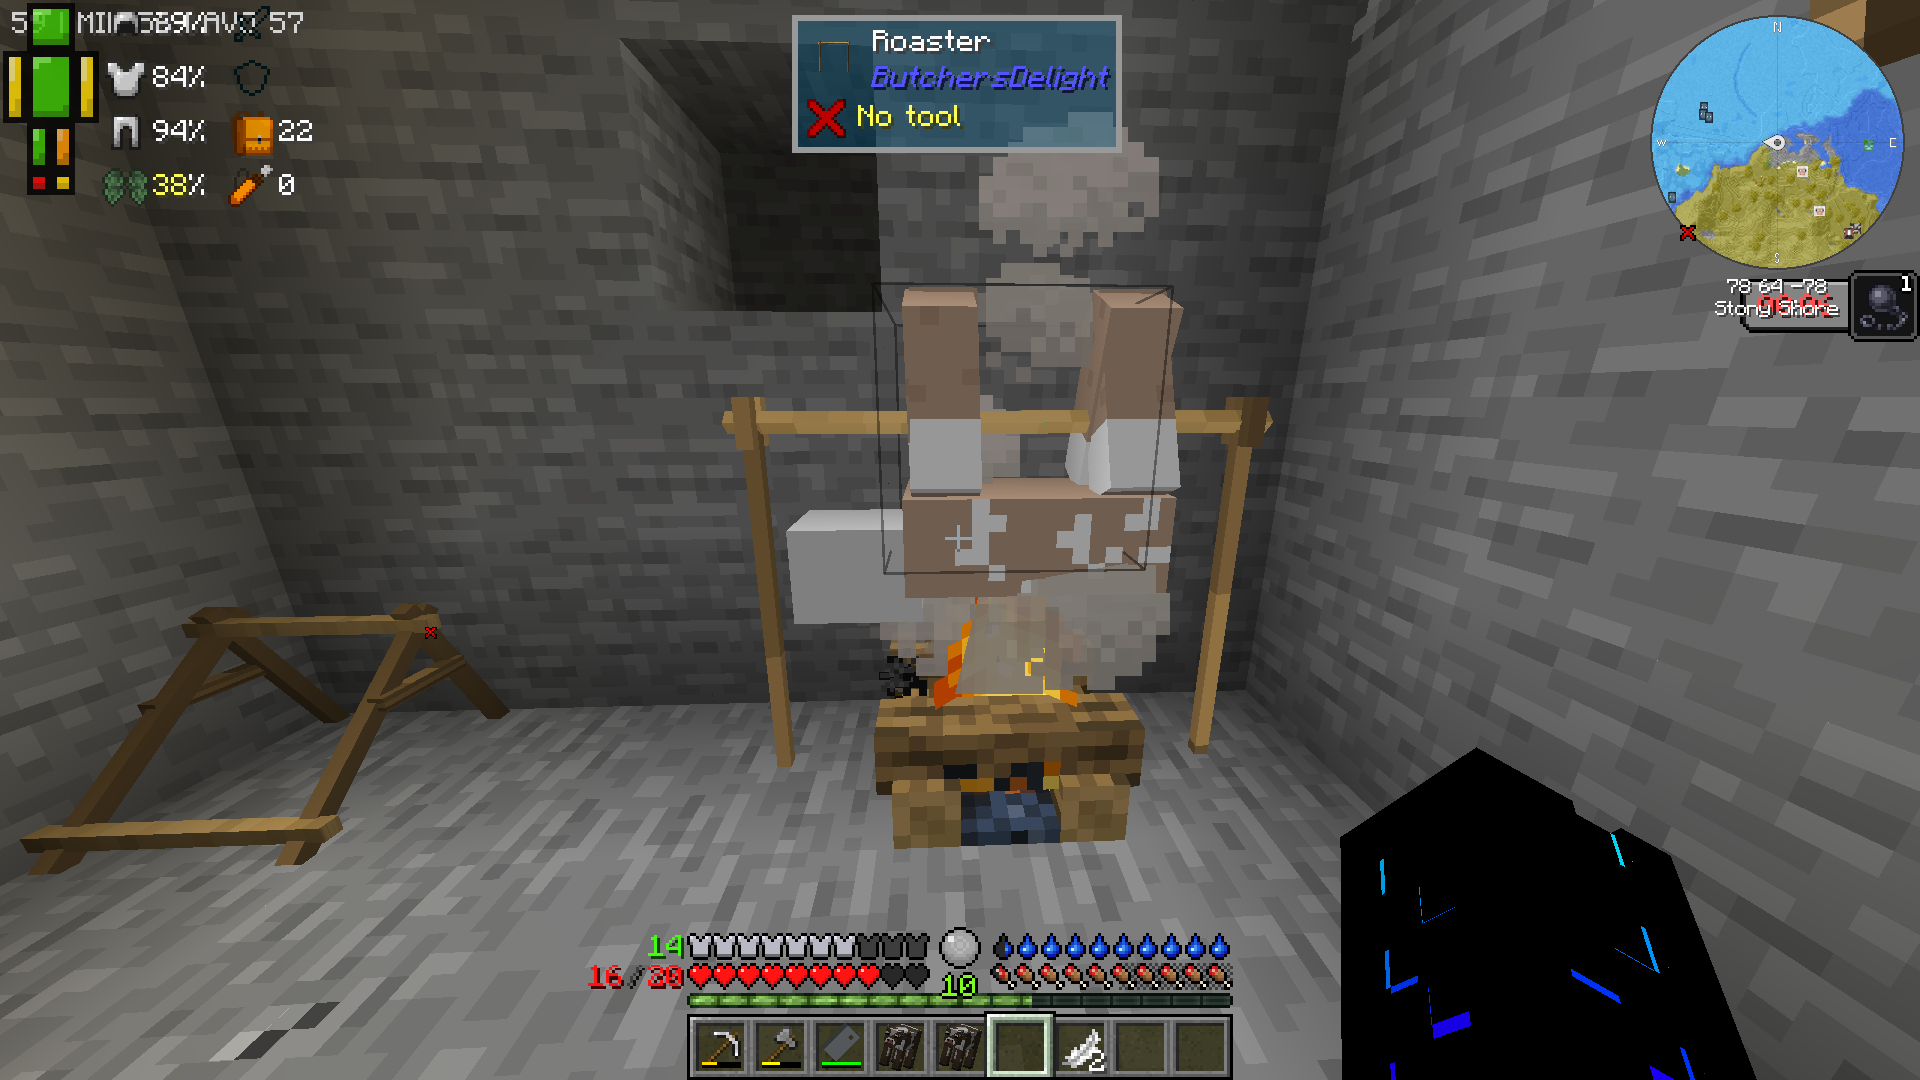 57
84%
94%
22
38%
0
Roaster
ButchersDelight
No tool
N
W
E
S
78 64 -78
Stony Shore
1
14
16/20
10
2